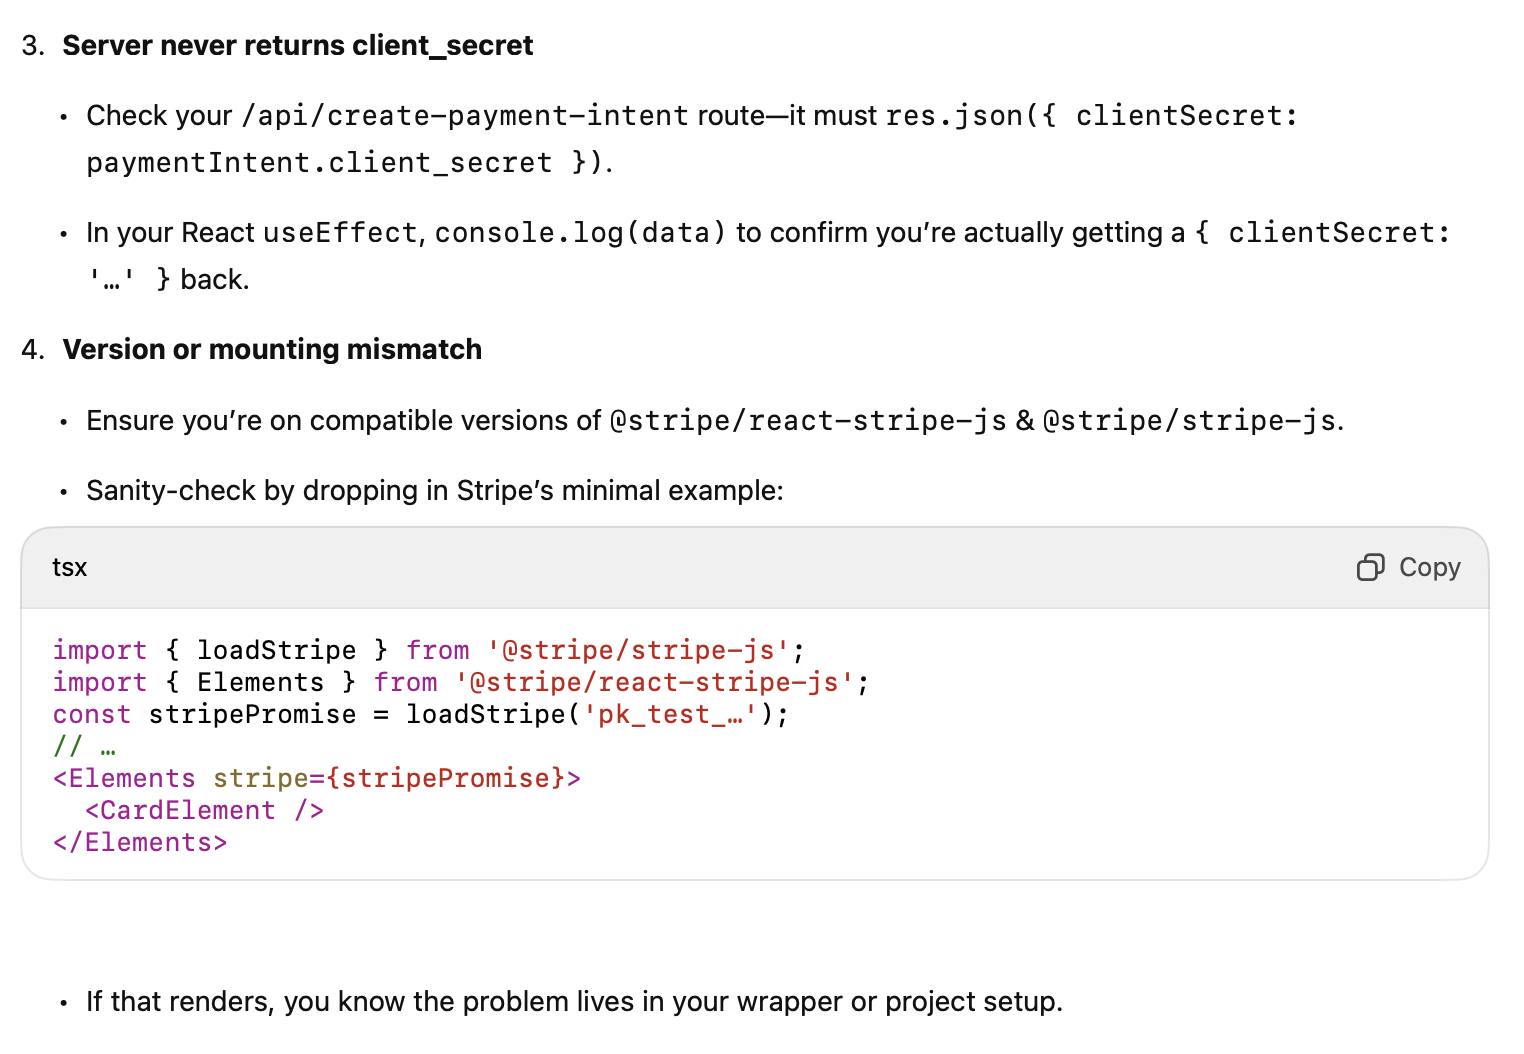 3. Server never returns client_secret
• Check your /api/create-payment-intent route—it must res.json({ clientSecret:
paymentIntent.client_secret }).
• In your React useEffect, console.log(data) to confirm you’re actually getting a { clientSecret:
'…' } back.
4. Version or mounting mismatch
• Ensure you’re on compatible versions of @stripe/react-stripe-js & @stripe/stripe-js.
• Sanity-check by dropping in Stripe’s minimal example:
tsx Copy
import { loadStripe } from '@stripe/stripe-js';
import { Elements } from '@stripe/react-stripe-js';
const stripePromise = loadStripe('pk_test_…');
// …
<Elements stripe={stripePromise}>
  <CardElement />
</Elements>
• If that renders, you know the problem lives in your wrapper or project setup.